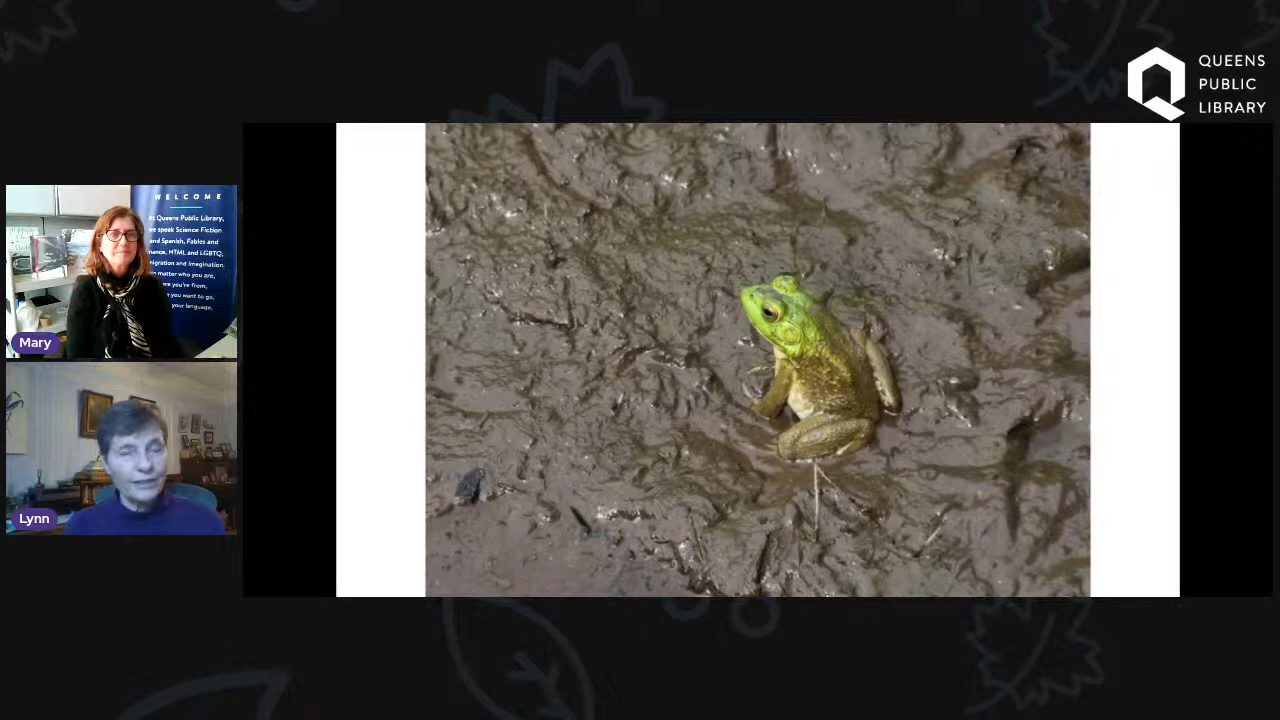 QUEENS
PUBLIC
LIBRARY
WELCOME
At Queens Public Library,
we speak Science Fiction
and Spanish, Fables and
HTML and LGBTQ,
and Imagination.
matter who you are,
you're from,
you want to go,
your language,
Mary
Lynn